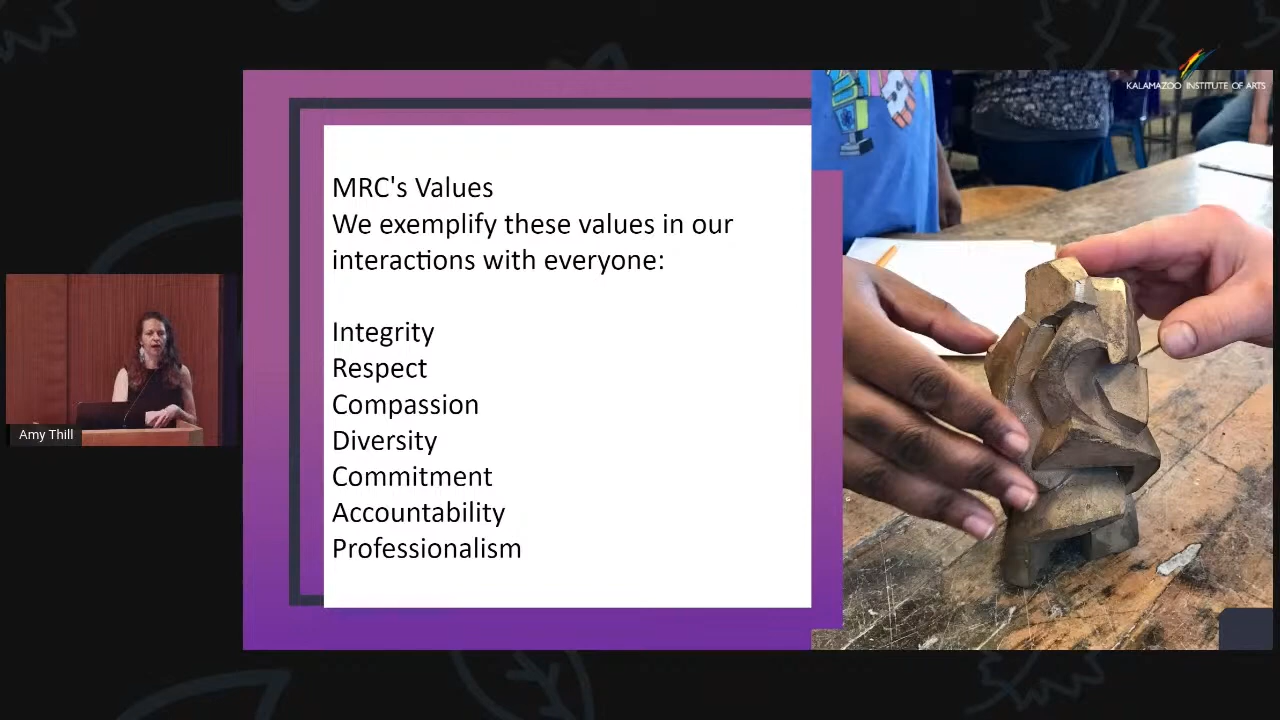 KALAMAZOO INSTITUTE OF ARTS
MRC's Values
We exemplify these values in our
interactions with everyone:
Integrity
Respect
Compassion
Diversity
Commitment
Accountability
Professionalism
Amy Thill